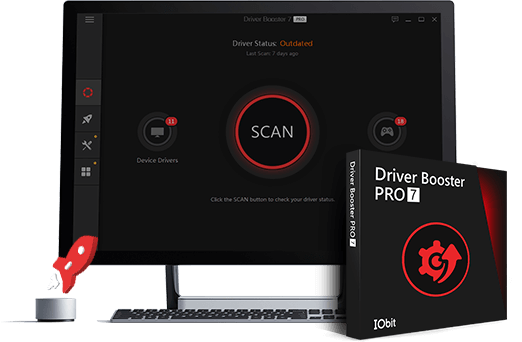 Driver Booster 7 PRO
Driver Status: Outdated
Last Scan: 7 days ago
11
SCAN
18
Device Drivers
Click the SCAN button to check your driver status.
Driver Booster
PRO 7
Driver Booster PRO 7
IObit